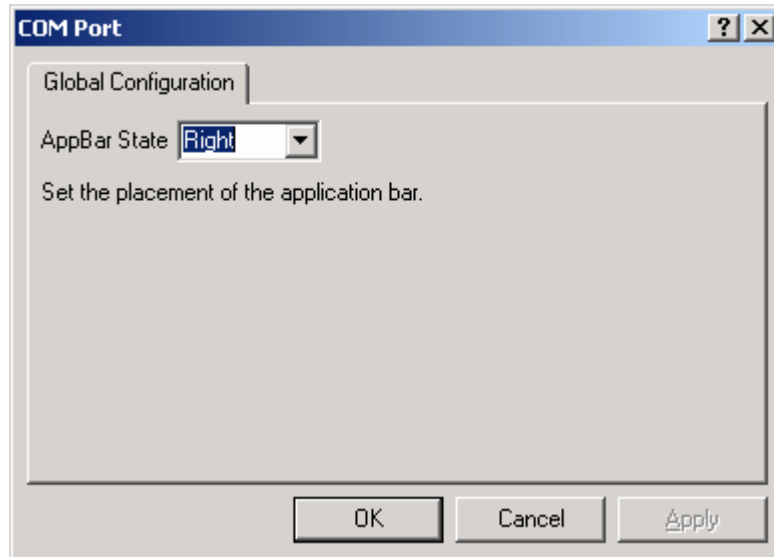 COM Port
Global Configuration
AppBar State Right
Set the placement of the application bar.
OK Cancel Apply